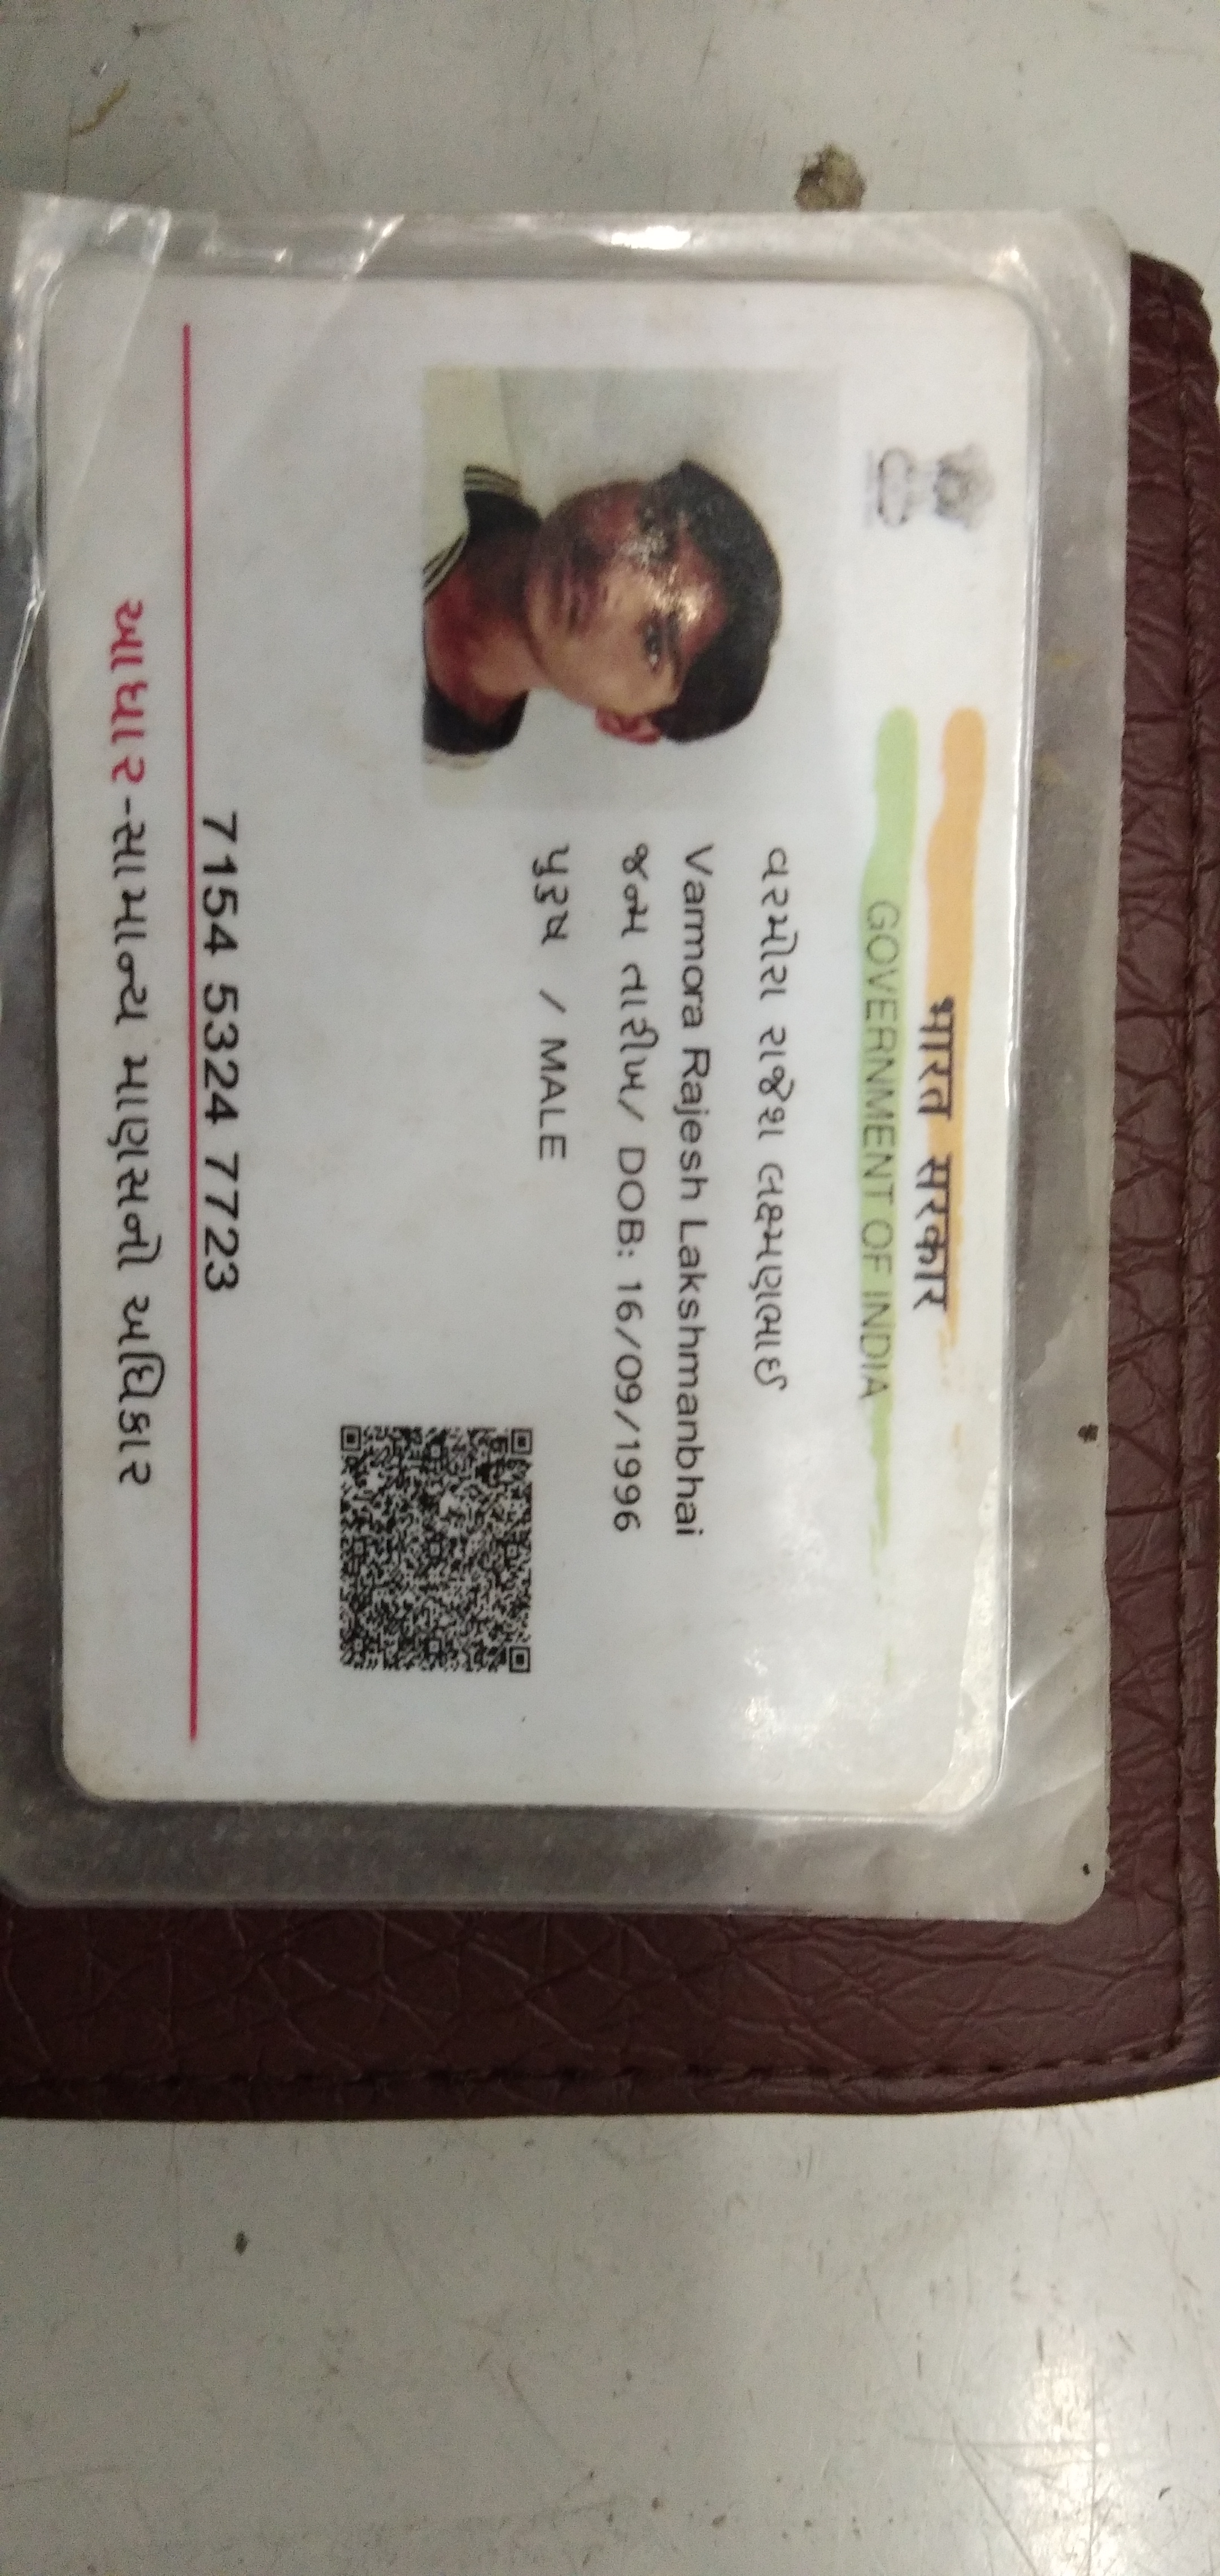 भारत सरकार
GOVERNMENT OF INDIA
વરમોરા રાજેશ લક્ષ્મણભાઈ
Varmora Rajesh Lakshmanbhai
જન્મ તારીખ/ DOB: 16/09/1996
પુરુષ / MALE
7154 5324 7723
આધાર-સામાન્ય માણસનો અધિકાર